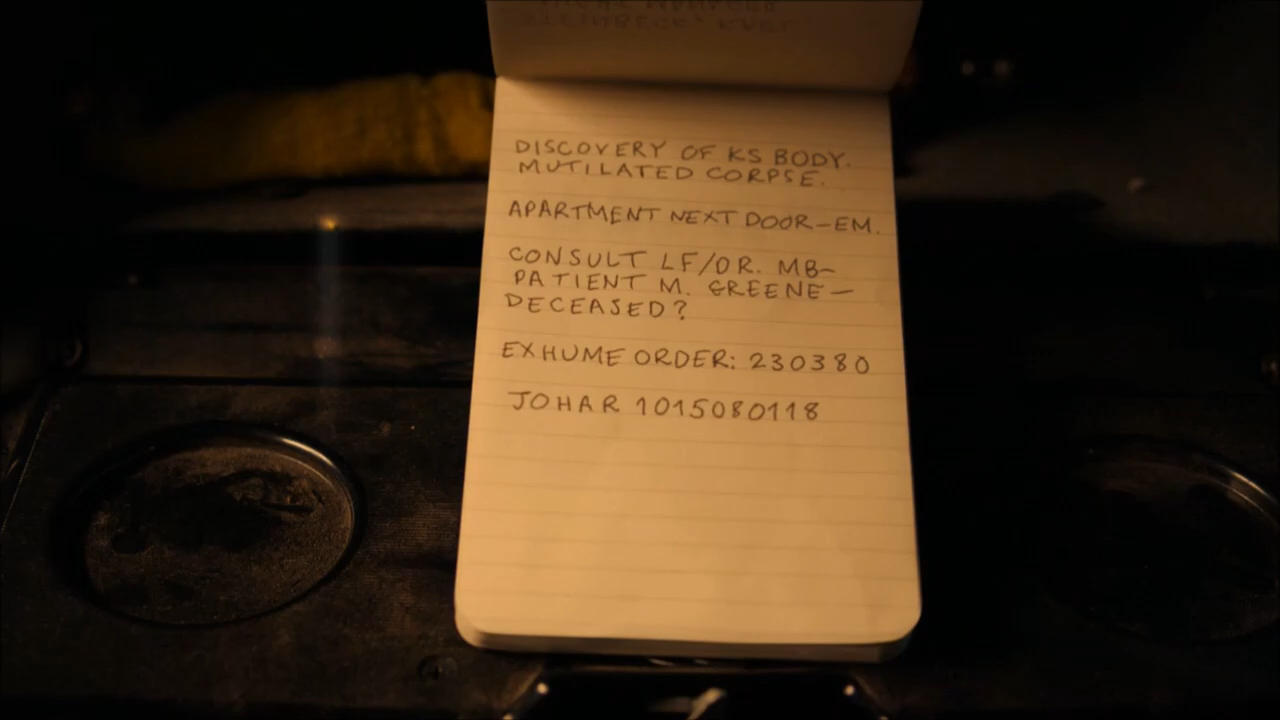 DISCOVERY OF KS BODY.
MUTILATED CORPSE.
APARTMENT NEXT DOOR-EM.
CONSULT LF/DR. MB-
PATIENT M. GREENE-
DECEASED?
EXHUME ORDER: 230380
JOHAR 1015080118